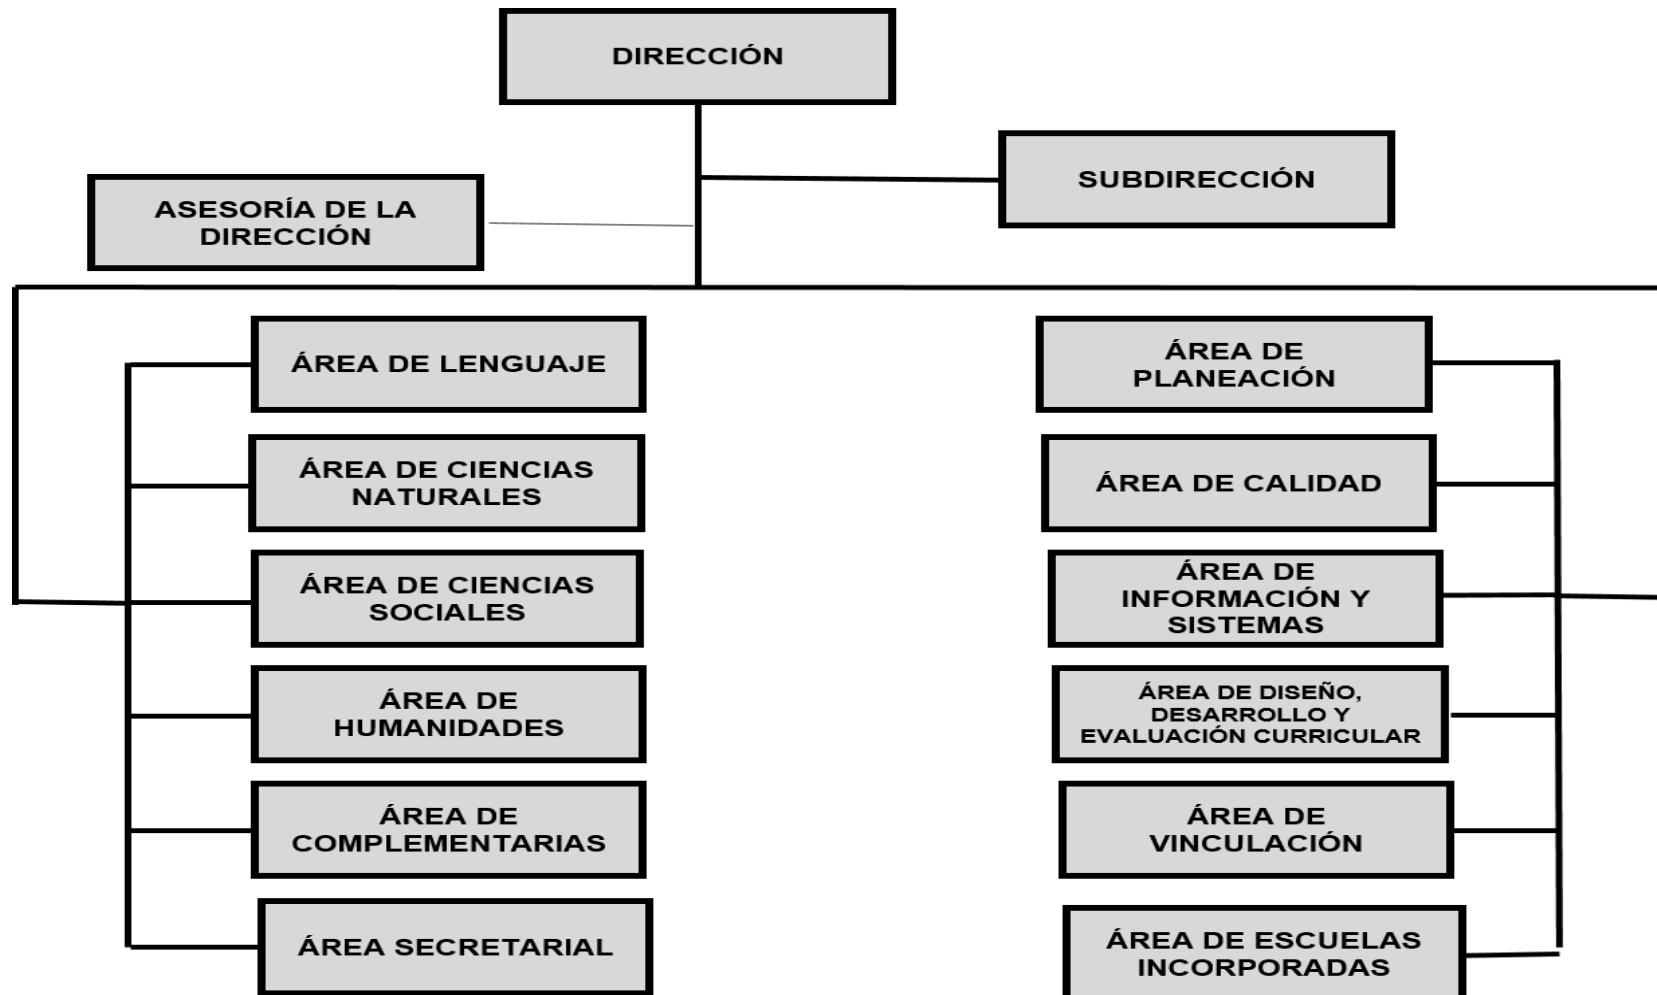 DIRECCIÓN
SUBDIRECCIÓN
ASESORÍA DE LA
DIRECCIÓN
ÁREA DE LENGUAJE
ÁREA DE CIENCIAS
NATURALES
ÁREA DE CIENCIAS
SOCIALES
ÁREA DE
HUMANIDADES
ÁREA DE
COMPLEMENTARIAS
ÁREA SECRETARIAL
ÁREA DE
PLANEACIÓN
ÁREA DE CALIDAD
ÁREA DE
INFORMACIÓN Y
SISTEMAS
ÁREA DE DISEÑO,
DESARROLLO Y
EVALUACIÓN CURRICULAR
ÁREA DE
VINCULACIÓN
ÁREA DE ESCUELAS
INCORPORADAS